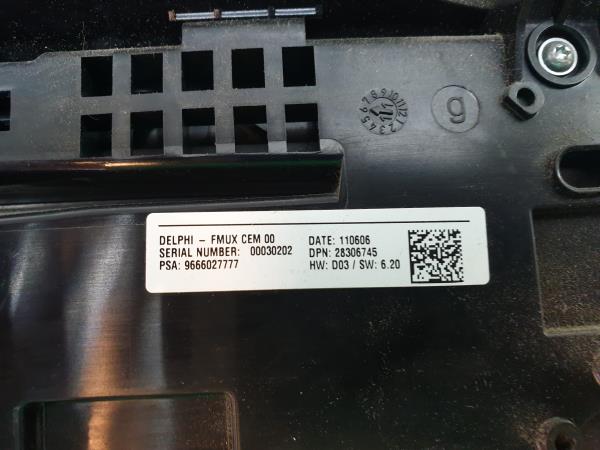 g
DELPHI – FMUX CEM 00 DATE: 110606
SERIAL NUMBER: 00030202 DPN: 28306745
PSA: 9666027777 HW: D03 / SW: 6.20